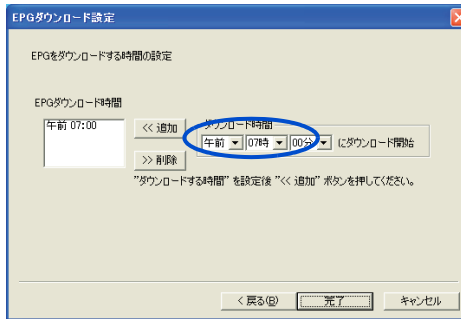 EPGダウンロード設定
EPGをダウンロードする時間の設定
EPGダウンロード時間
午前 07:00
<< 追加
>> 削除
ダウンロード時間
午前 07時 00分 にダウンロード開始
"ダウンロードする時間" を設定後 "<< 追加" ボタンを押してください。
< 戻る(B) 完了 キャンセル